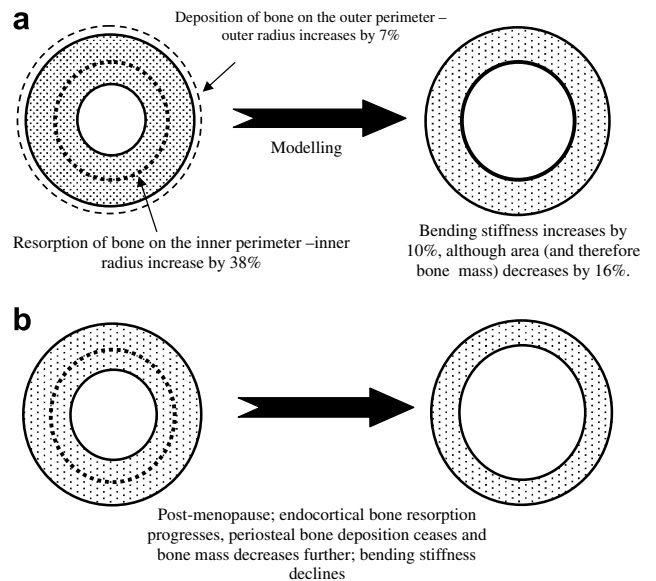 a
Deposition of bone on the outer perimeter –
outer radius increases by 7%
Modelling
Resorption of bone on the inner perimeter –inner
radius increase by 38%
Bending stiffness increases by
10%, although area (and therefore
bone mass) decreases by 16%.
b
Post-menopause; endocortical bone resorption
progresses, periosteal bone deposition ceases and
bone mass decreases further; bending stiffness
declines